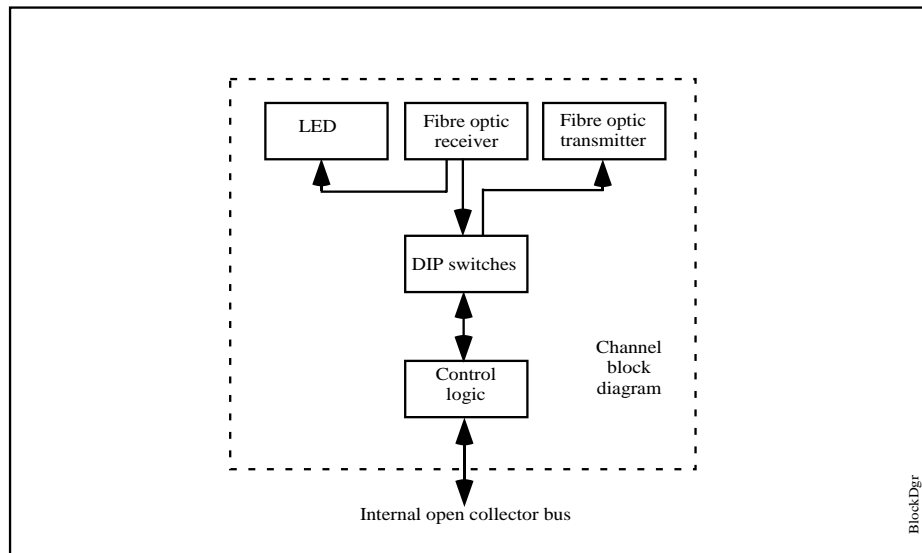 LED
Fibre optic
receiver
Fibre optic
transmitter
DIP switches
Control
logic
Channel
block
diagram
Internal open collector bus
BlockDgr